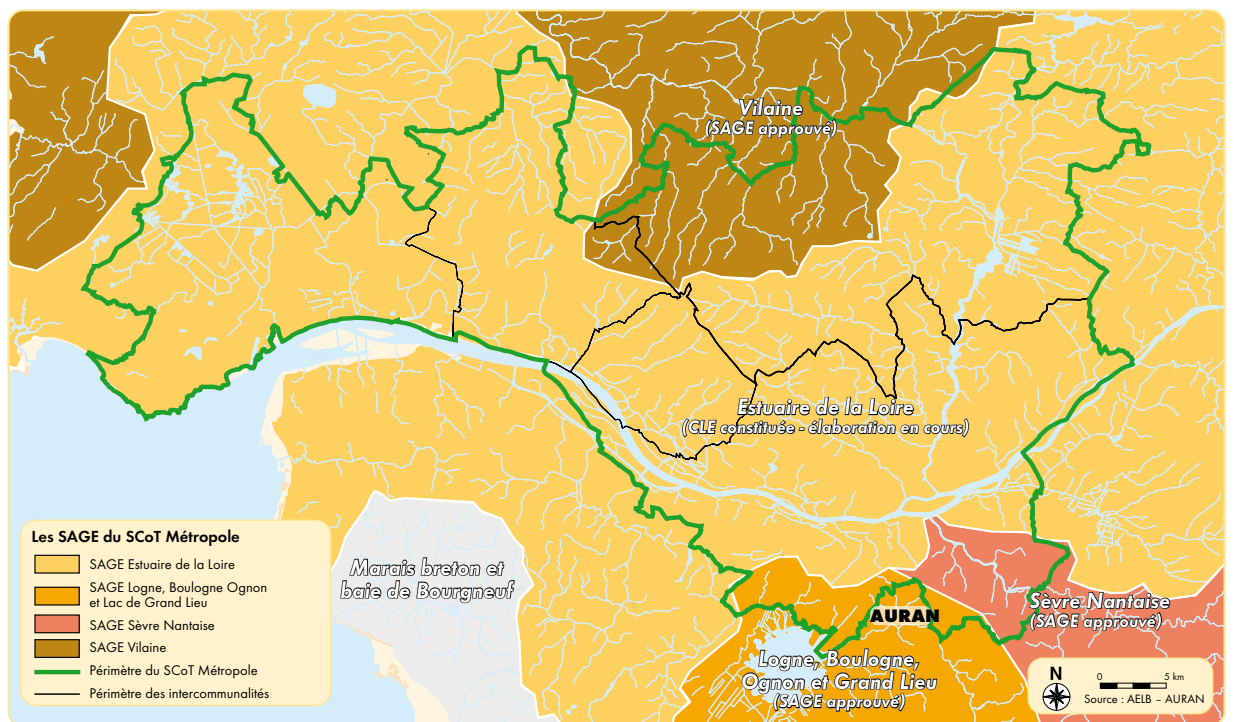 Vilaine
(SAGE approuvé)
Estuaire de la Loire
(CLE constituée - élaboration en cours)
Marais breton et
baie de Bourgneuf
Sèvre Nantaise
(SAGE approuvé)
AURAN
Logne, Boulogne,
Ognon et Grand Lieu
(SAGE approuvé)
Les SAGE du SCoT Métropole
SAGE Estuaire de la Loire
SAGE Logne, Boulogne Ognon
et Lac de Grand Lieu
SAGE Sèvre Nantaise
SAGE Vilaine
Périmètre du SCoT Métropole
Périmètre des intercommunalités
N
0 5 km
Source : AELB - AURAN